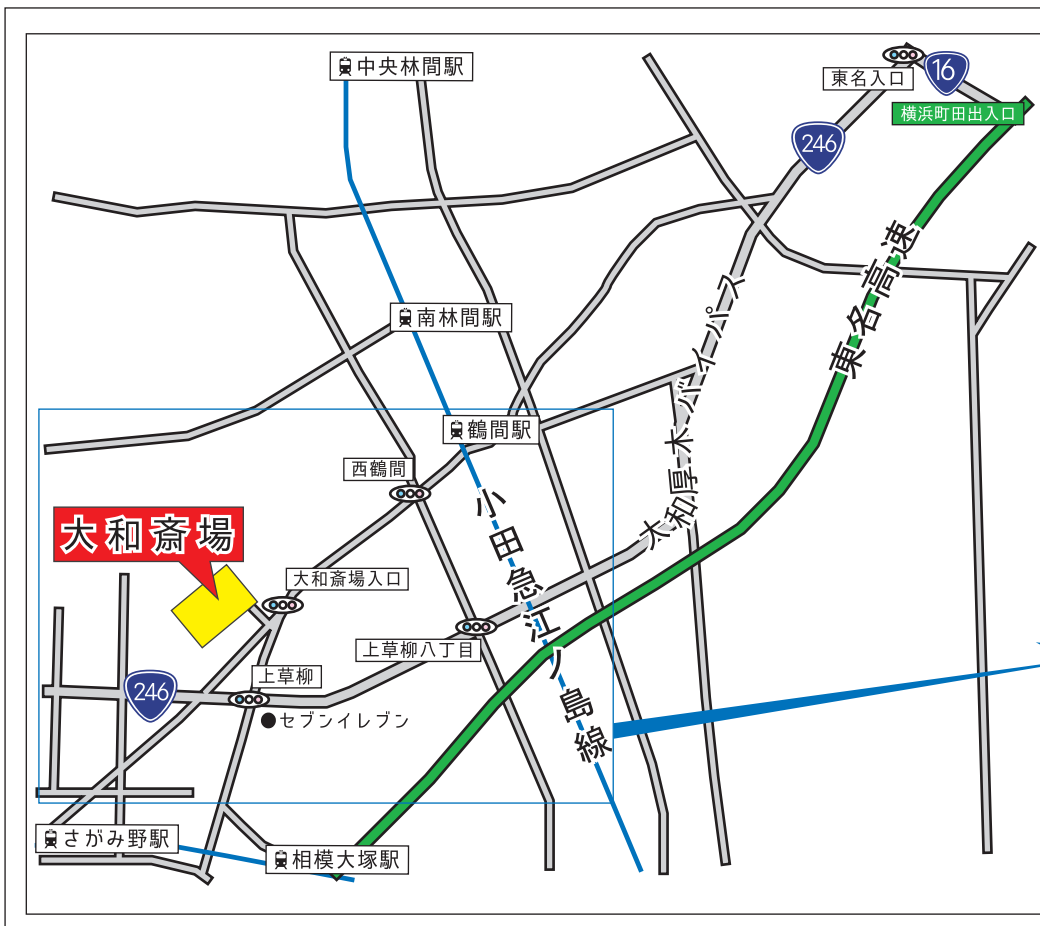 中央林間駅
東名入口
16
横浜町田出入口
246
東名高速
大和厚木バイパス
南林間駅
鶴間駅
西鶴間
小田急江ノ島線
大和斎場
大和斎場入口
上草柳八丁目
上草柳
246
セブンイレブン
さがみ野駅
相模大塚駅